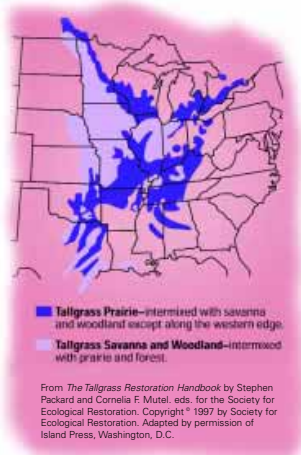 Tallgrass Prairie–intermixed with savanna
and woodland except along the western edge.
Tallgrass Savanna and Woodland–intermixed
with prairie and forest.
From The Tallgrass Restoration Handbook by Stephen
Packard and Cornelia F. Mutel. eds. for the Society for
Ecological Restoration. Copyright © 1997 by Society for
Ecological Restoration. Adapted by permission of
Island Press, Washington, D.C.